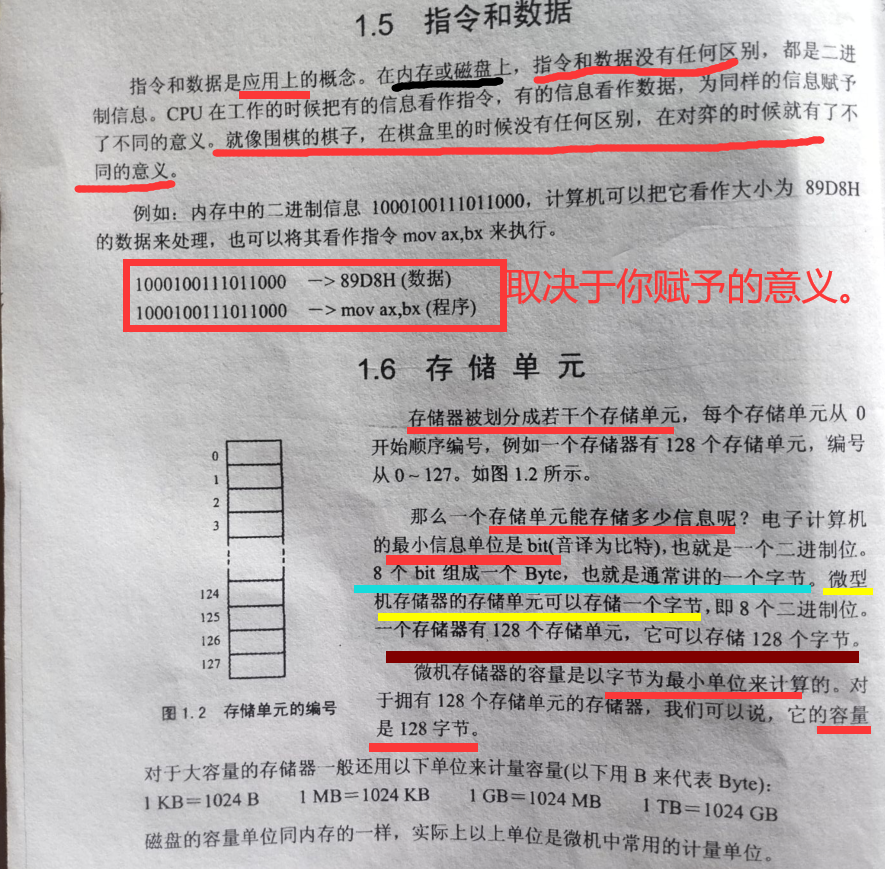 1.5 指令和数据
指令和数据是应用上的概念。在内存或磁盘上，指令和数据没有任何区别，都是二进
制信息。CPU 在工作的时候把有的信息看作指令，有的信息看作数据，为同样的信息赋予
了不同的意义。就像围棋的棋子，在棋盒里的时候没有任何区别，在对弈的时候就有了不
同的意义。
例如：内存中的二进制信息 1000100111011000，计算机可以把它看作大小为 89D8H
的数据来处理，也可以将其看作指令 mov ax,bx 来执行。
1000100111011000 —> 89D8H (数据)
1000100111011000 —> mov ax,bx (程序)
取决于你赋予的意义。
1.6 存 储 单 元
存储器被划分成若干个存储单元，每个存储单元从 0
开始顺序编号，例如一个存储器有 128 个存储单元，编号
从 0～127。如图 1.2 所示。
那么一个存储单元能存储多少信息呢？电子计算机
的最小信息单位是 bit(音译为比特)，也就是一个二进制位。
8 个 bit 组成一个 Byte，也就是通常讲的一个字节。微型
机存储器的存储单元可以存储一个字节，即 8 个二进制位。
一个存储器有 128 个存储单元，它可以存储 128 个字节。
微机存储器的容量是以字节为最小单位来计算的。对
于拥有 128 个存储单元的存储器，我们可以说，它的容量
是 128 字节。
0
1
2
3
124
125
126
127
图 1.2 存储单元的编号
对于大容量的存储器一般还用以下单位来计量容量(以下用 B 来代表 Byte)：
1 KB＝1024 B 1 MB＝1024 KB 1 GB＝1024 MB 1 TB＝1024 GB
磁盘的容量单位同内存的一样，实际上以上单位是微机中常用的计量单位。